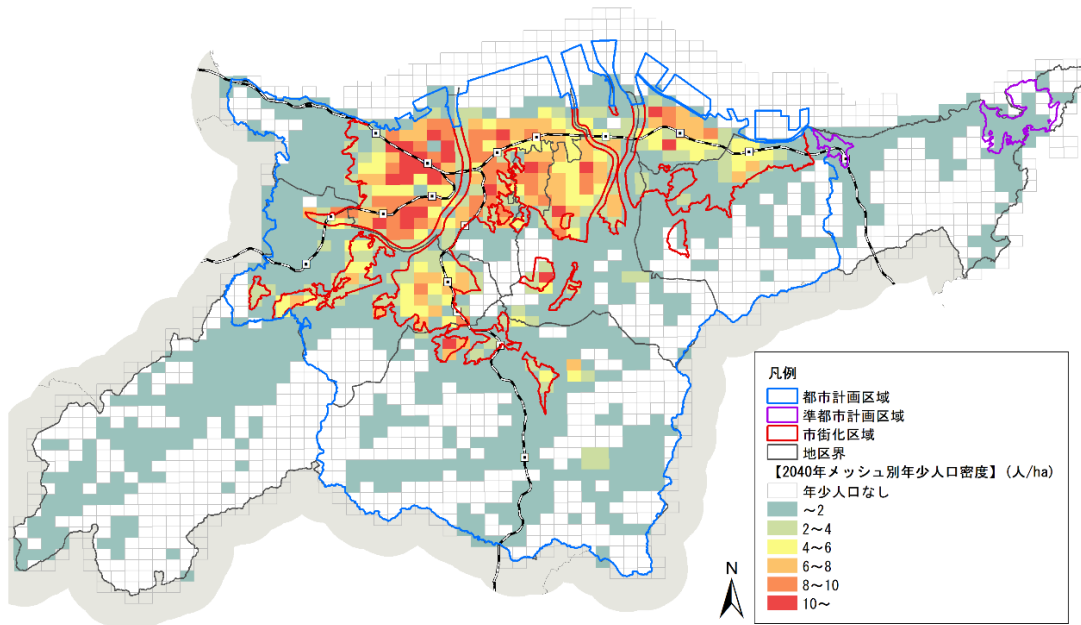 凡例
都市計画区域
準都市計画区域
市街化区域
地区界
【2040年メッシュ別年少人口密度】(人/ha)
年少人口なし
～2
2～4
4～6
6～8
8～10
10～
N